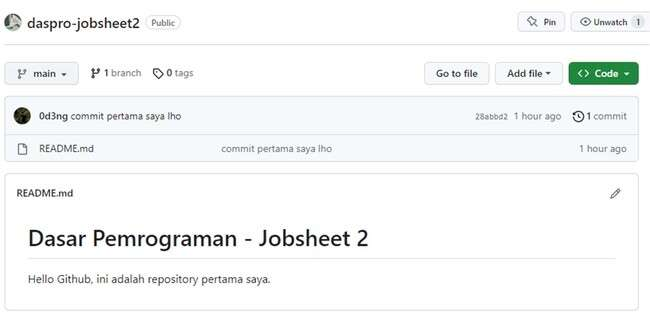 daspro-jobsheet2 Public Pin Unwatch 1
main 1 branch 0 tags Go to file Add file Code
0d3ng commit pertama saya lho 28abbd2 1 hour ago 1 commit
README.md commit pertama saya lho 1 hour ago
README.md
Dasar Pemrograman - Jobsheet 2
Hello Github, ini adalah repository pertama saya.